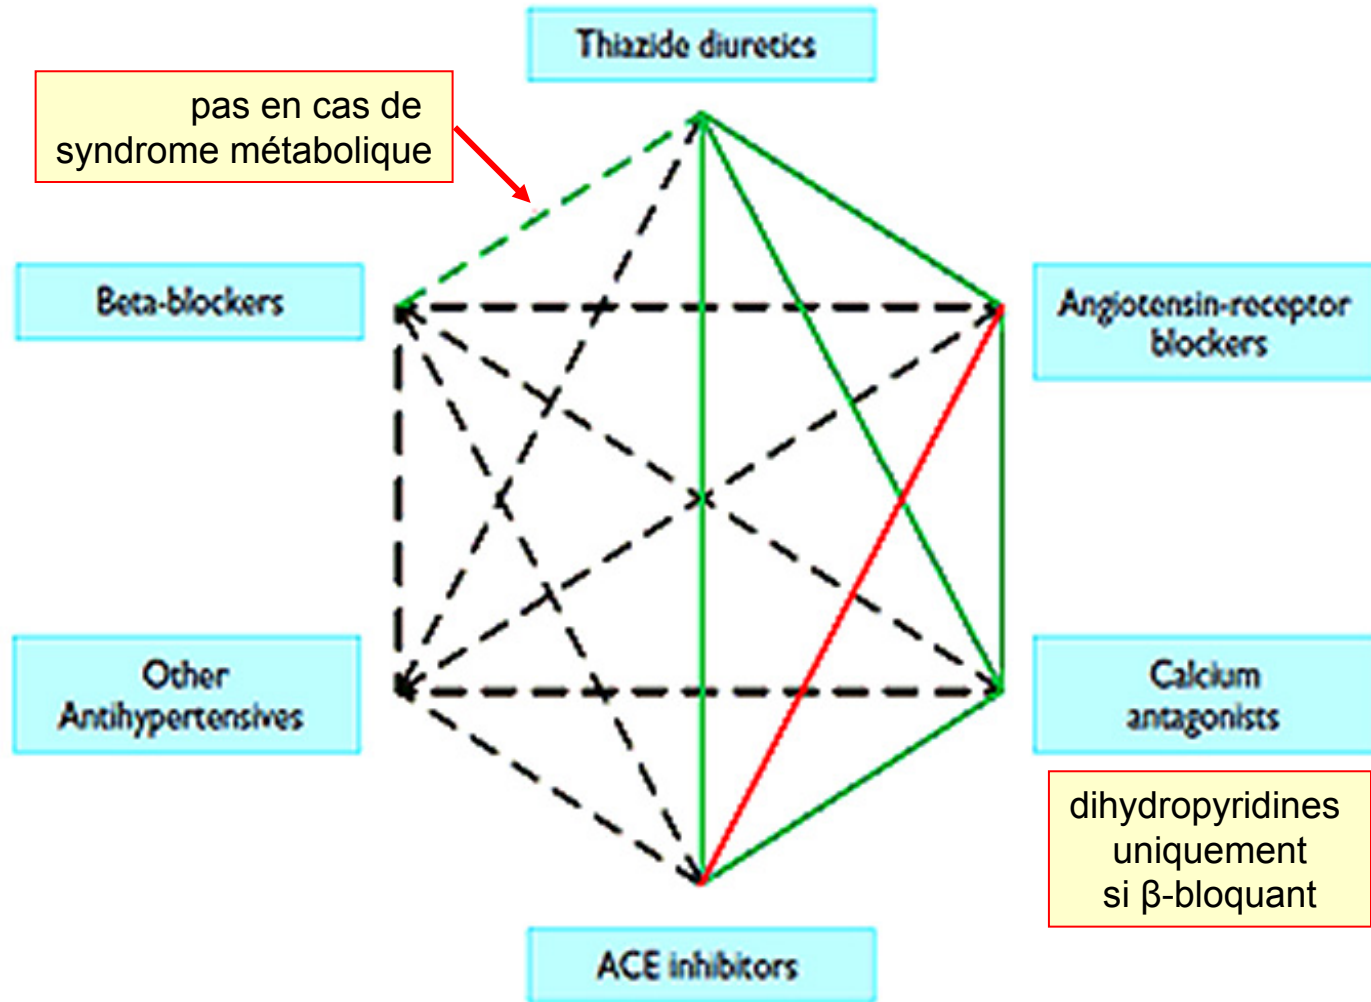 Thiazide diuretics
pas en cas de
syndrome métabolique
Beta-blockers
Angiotensin-receptor
blockers
Other
Antihypertensives
Calcium
antagonists
dihydropyridines
uniquement
si β-bloquant
ACE inhibitors